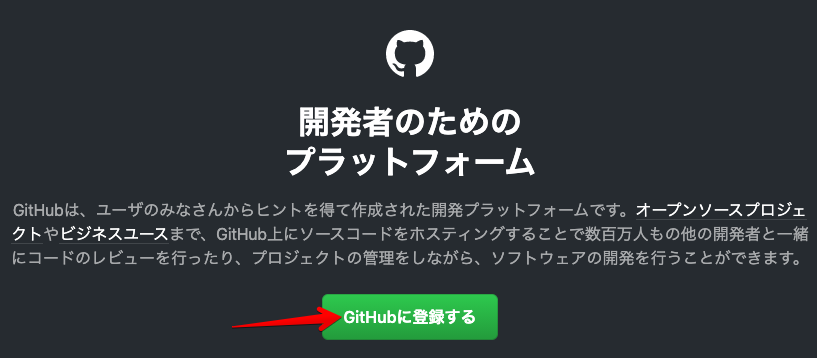 開発者のための
プラットフォーム
GitHubは、ユーザのみなさんからヒントを得て作成された開発プラットフォームです。オープンソースプロジェ
クトやビジネスユースまで、GitHub上にソースコードをホスティングすることで数百万人もの他の開発者と一緒
にコードのレビューを行ったり、プロジェクトの管理をしながら、ソフトウェアの開発を行うことができます。
GitHubに登録する